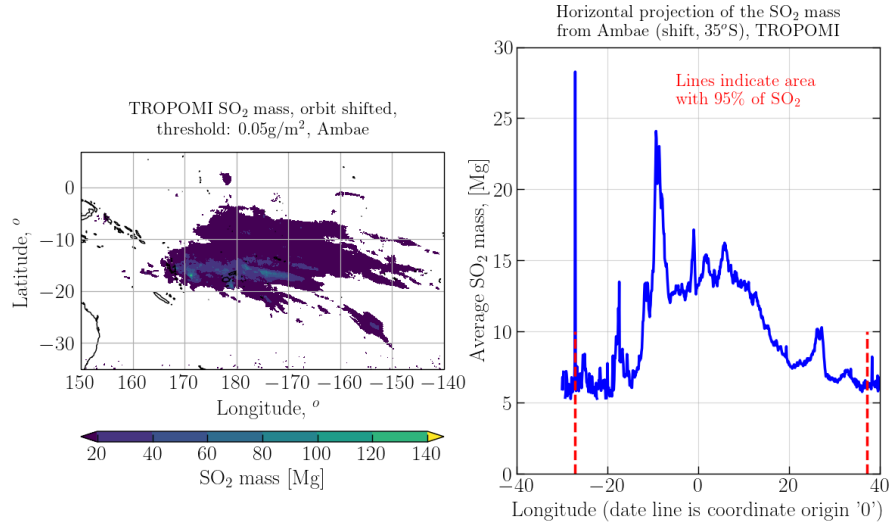 TROPOMI SO₂ mass, orbit shifted,
threshold: 0.05g/m², Ambae
Latitude, °
0
−10
−20
−30
150 160 170 180 −170 −160 −150 −140
Longitude, °
20 40 60 80 100 120 140
SO₂ mass [Mg]
Horizontal projection of the SO₂ mass
from Ambae (shift, 35°S), TROPOMI
Lines indicate area
with 95% of SO₂
Average SO₂ mass, [Mg]
30
25
20
15
10
5
0
−40 −20 0 20 40
Longitude (date line is coordinate origin '0')